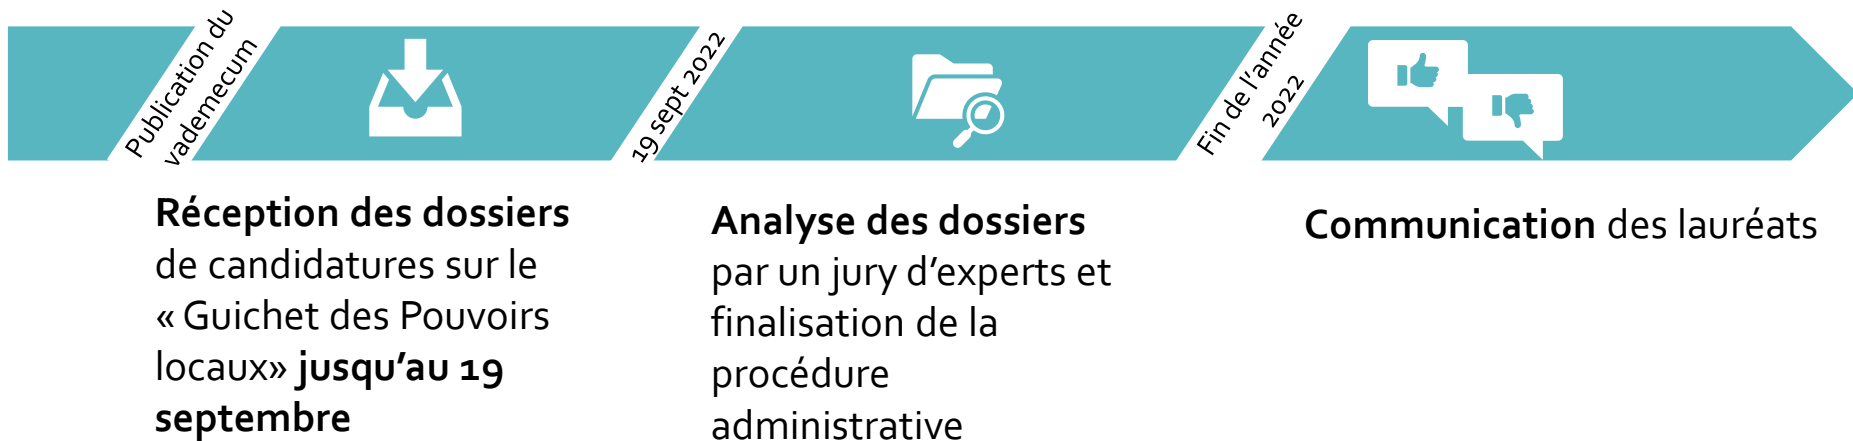 Publication du
vademecum
19 sept 2022
Fin de l'année
2022
Réception des dossiers
de candidatures sur le
« Guichet des Pouvoirs
locaux» jusqu'au 19
septembre
Analyse des dossiers
par un jury d'experts et
finalisation de la
procédure
administrative
Communication des lauréats